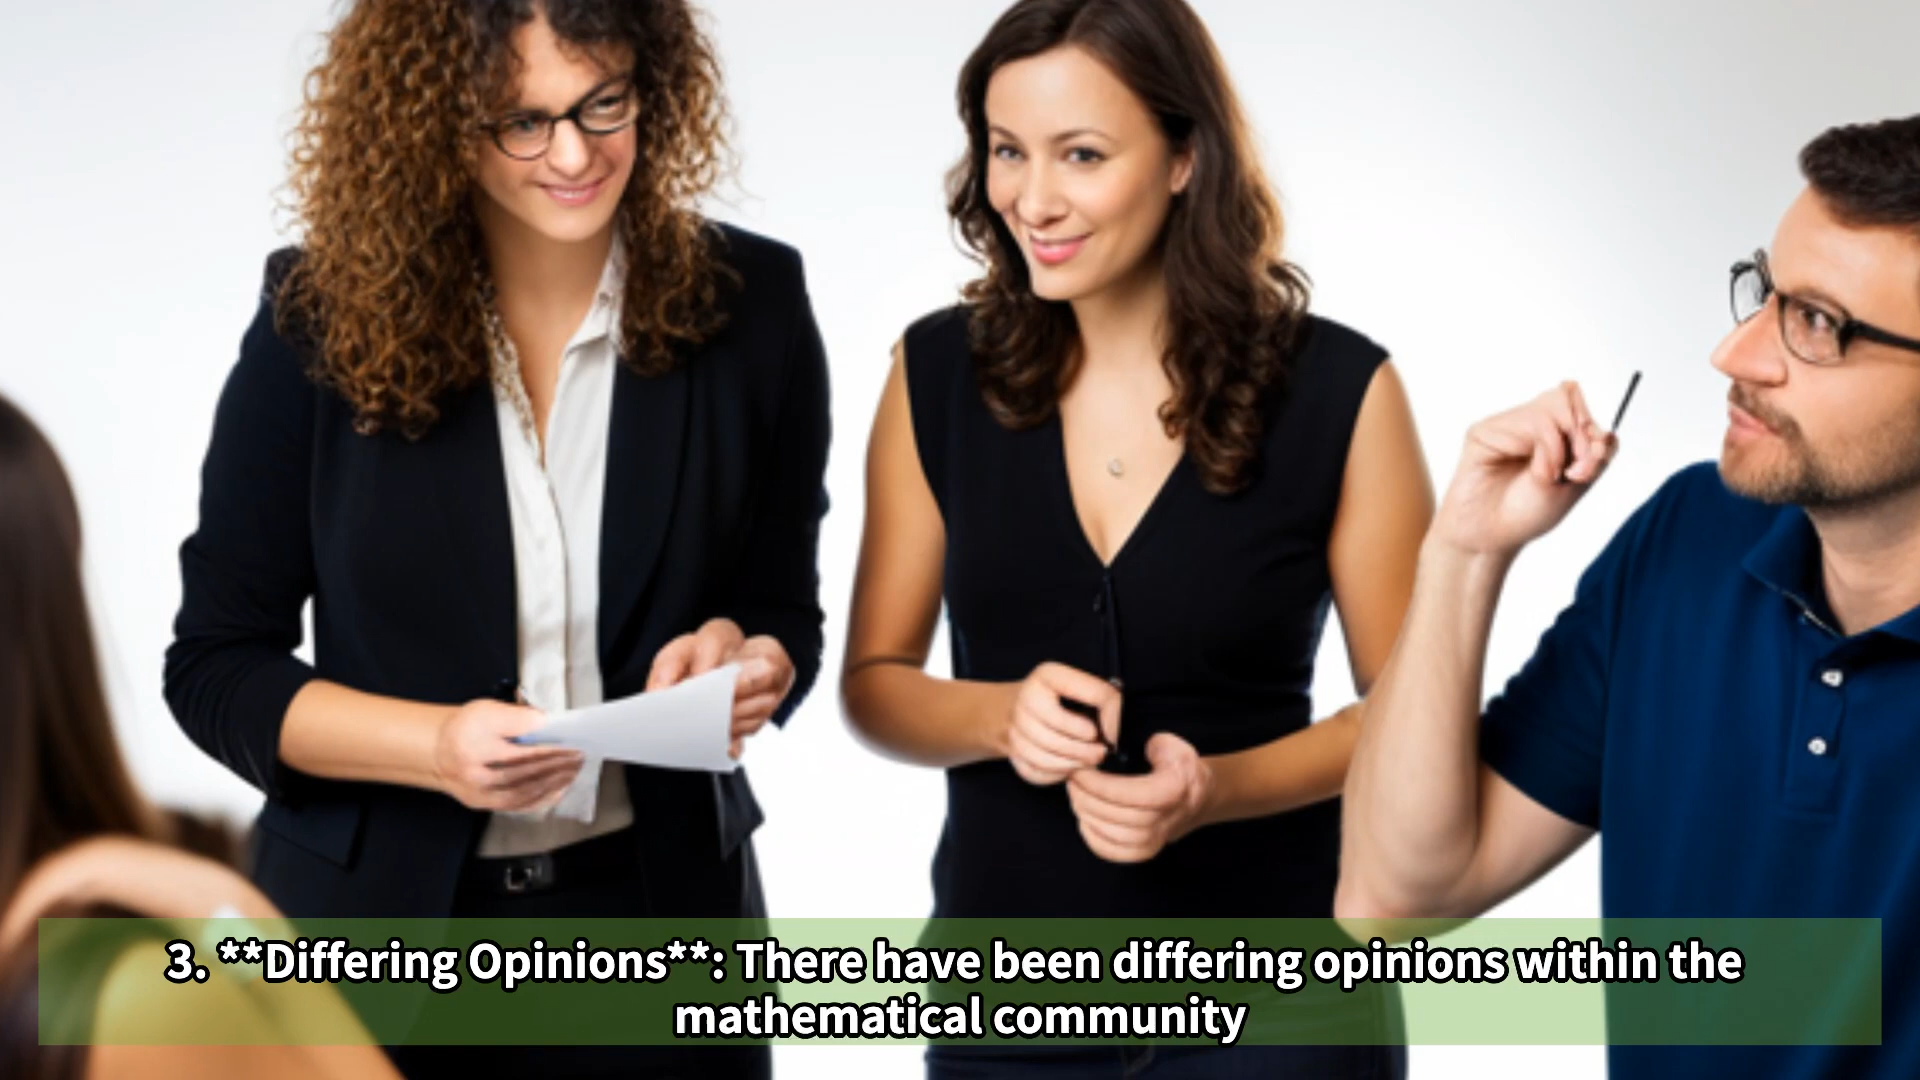 3. **Differing Opinions**: There have been differing opinions within the
mathematical community